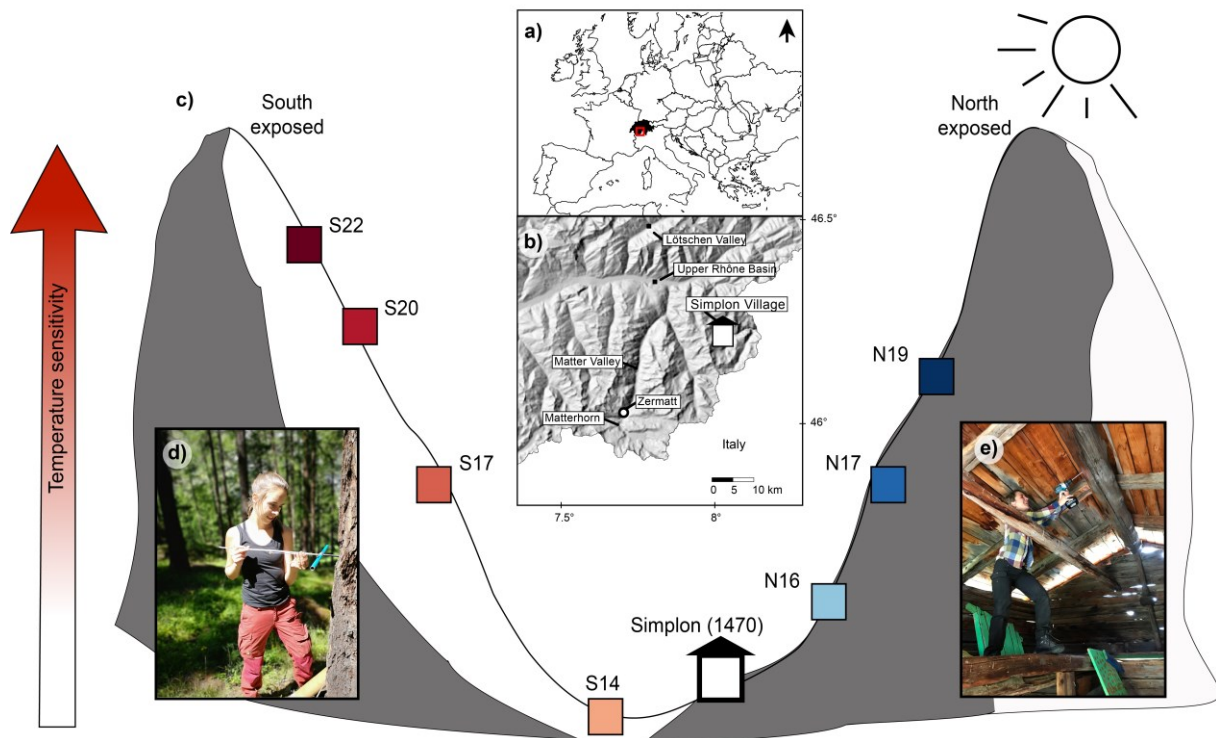 a)
c)
South
exposed
North
exposed
46.5°
b)
Lötschen Valley
Upper Rhône Basin
Simplon Village
Matter Valley
Zermatt
Matterhorn
46°
Italy
0 5 10 km
7.5°
8°
S22
S20
S17
S14
Simplon (1470)
N16
N17
N19
Temperature sensitivity
d)
e)